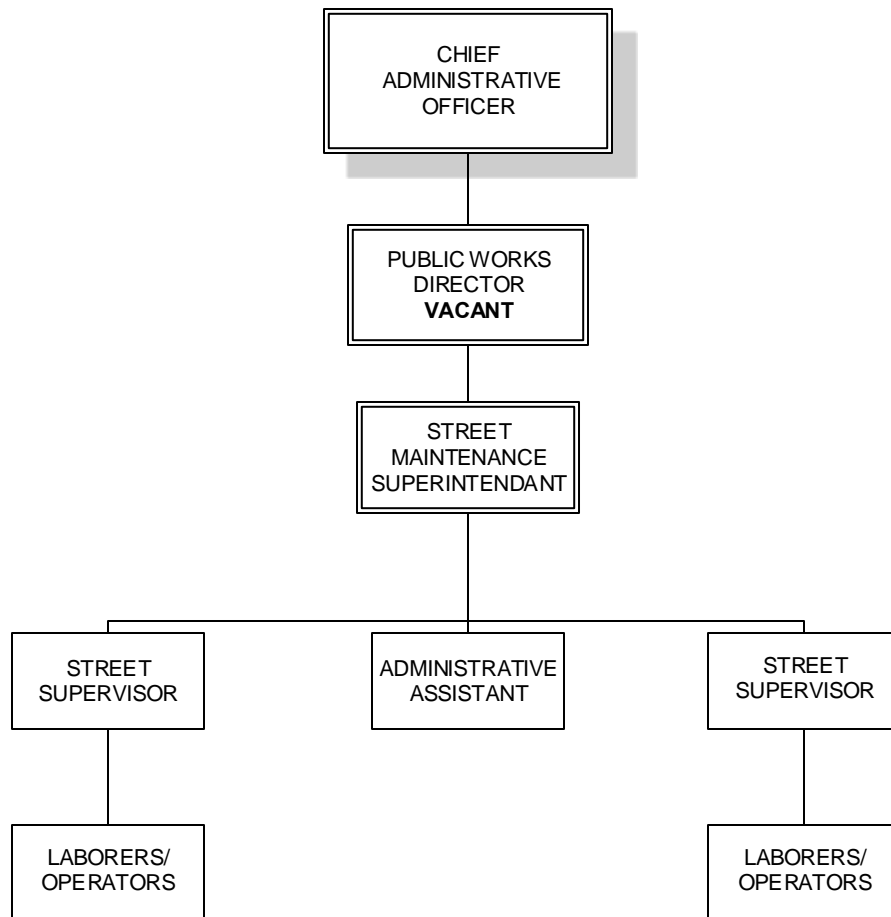 CHIEF
ADMINISTRATIVE
OFFICER
PUBLIC WORKS
DIRECTOR
VACANT
STREET
MAINTENANCE
SUPERINTENDANT
STREET
SUPERVISOR
ADMINISTRATIVE
ASSISTANT
STREET
SUPERVISOR
LABORERS/
OPERATORS
LABORERS/
OPERATORS